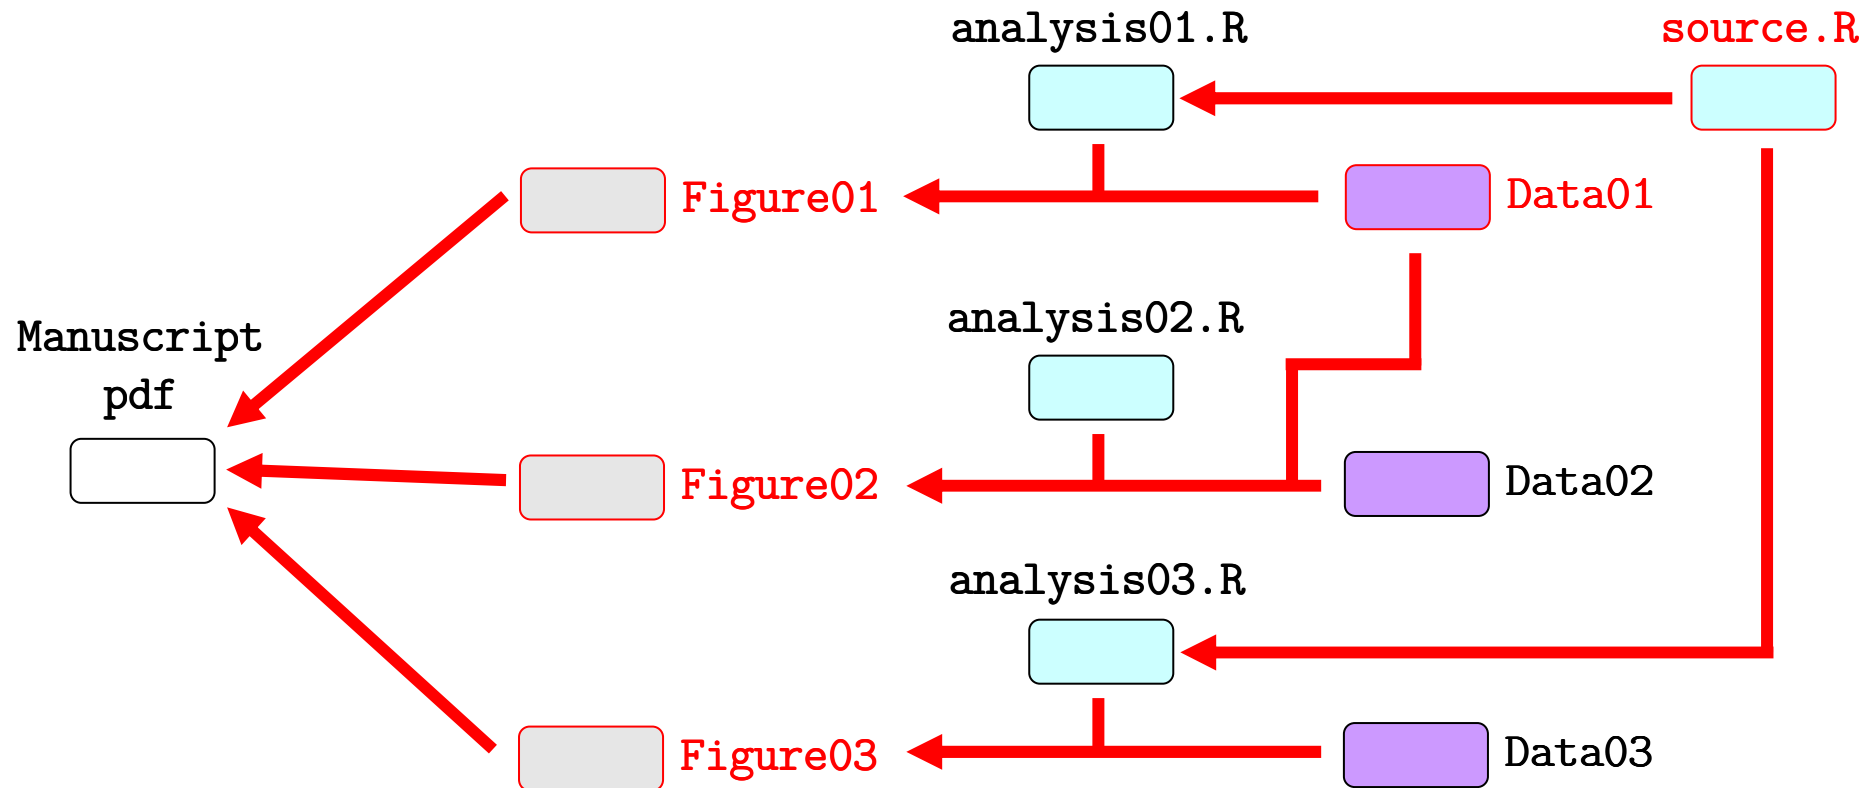 analysis01.R
source.R
Figure01
Data01
analysis02.R
Manuscript
pdf
Figure02
Data02
analysis03.R
Figure03
Data03